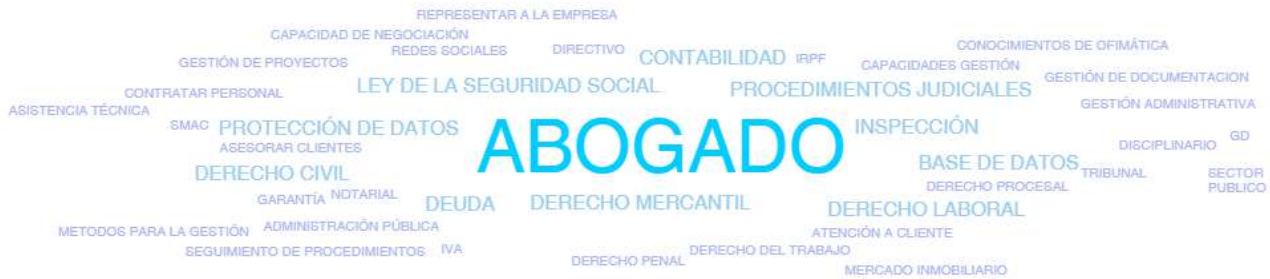 REPRESENTAR A LA EMPRESA
CAPACIDAD DE NEGOCIACIÓN
REDES SOCIALES
DIRECTIVO
CONTABILIDAD
IRPF
CONOCIMIENTOS DE OFIMÁTICA
GESTIÓN DE PROYECTOS
CAPACIDADES GESTIÓN
LEY DE LA SEGURIDAD SOCIAL
PROCEDIMIENTOS JUDICIALES
GESTIÓN DE DOCUMENTACION
CONTRATAR PERSONAL
ASISTENCIA TÉCNICA
GESTIÓN ADMINISTRATIVA
SMAC
PROTECCIÓN DE DATOS
ABOGADO
INSPECCIÓN
GD
ASESORAR CLIENTES
DISCIPLINARIO
DERECHO CIVIL
BASE DE DATOS
TRIBUNAL
SECTOR
PUBLICO
DERECHO PROCESAL
GARANTÍA
NOTARIAL
DEUDA
DERECHO MERCANTIL
DERECHO LABORAL
METODOS PARA LA GESTIÓN
ADMINISTRACIÓN PÚBLICA
ATENCIÓN A CLIENTE
SEGUIMIENTO DE PROCEDIMIENTOS
IVA
DERECHO PENAL
DERECHO DEL TRABAJO
MERCADO INMOBILIARIO